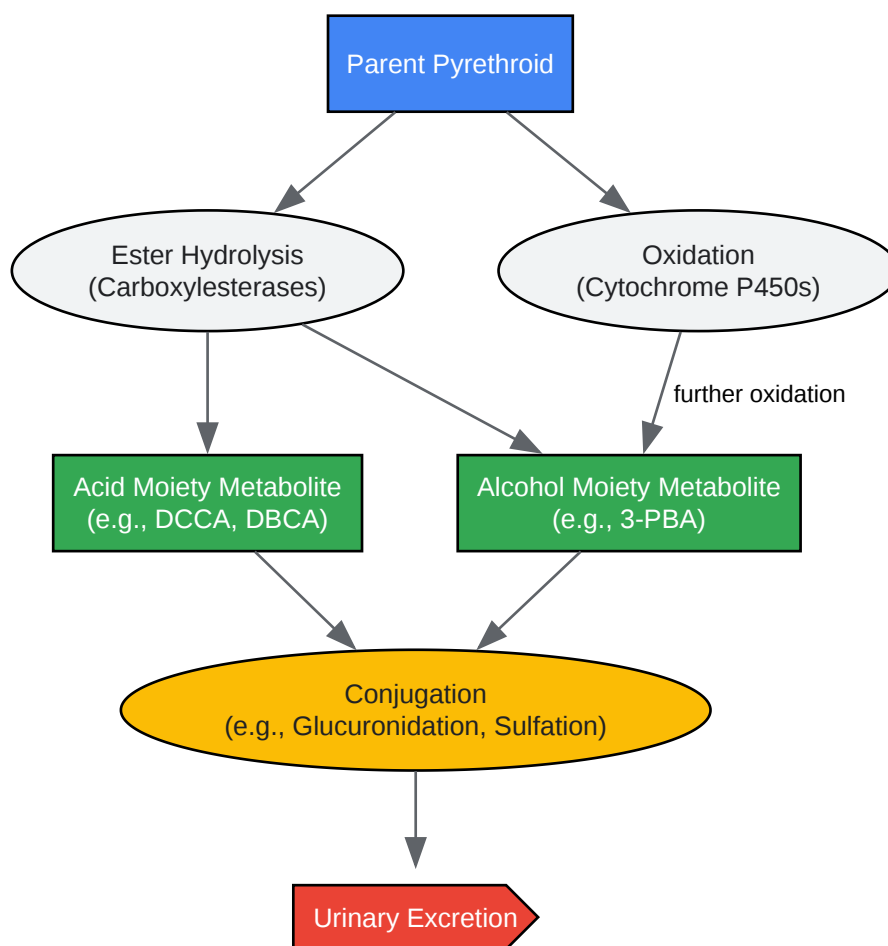 Parent Pyrethroid
Ester Hydrolysis
(Carboxylesterases)
Oxidation
(Cytochrome P450s)
further oxidation
Acid Moiety Metabolite
(e.g., DCCA, DBCA)
Alcohol Moiety Metabolite
(e.g., 3-PBA)
Conjugation
(e.g., Glucuronidation, Sulfation)
Urinary Excretion